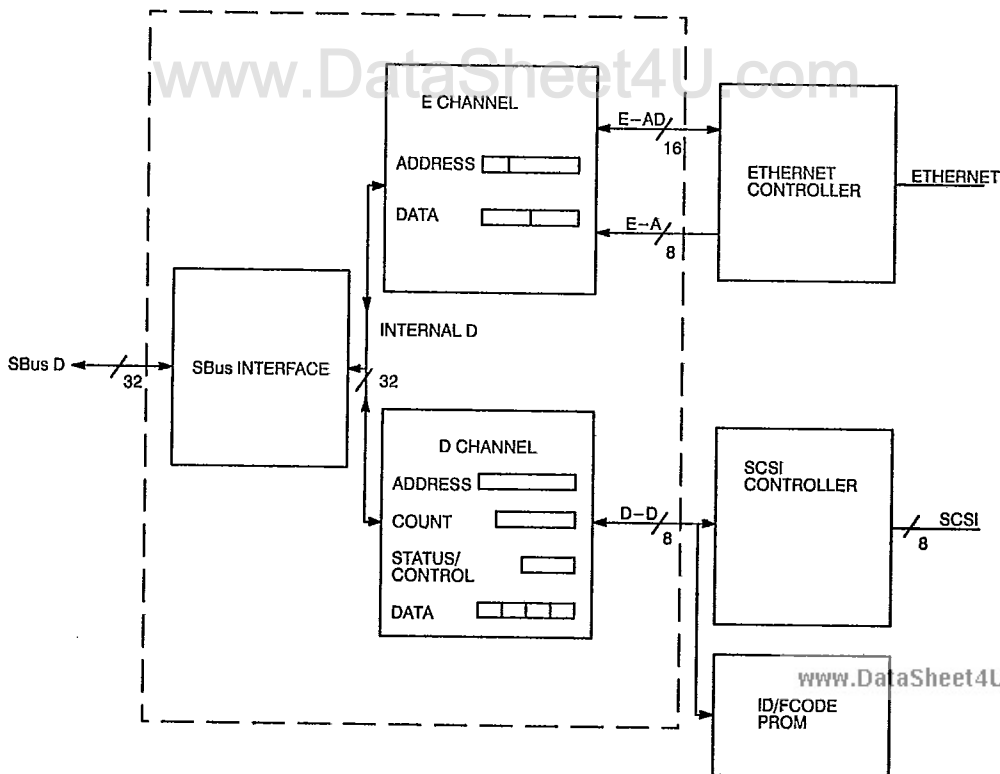 www.DataSheet4U.com
E CHANNEL
ADDRESS
DATA
E-AD
16
E-A
8
ETHERNET
CONTROLLER
ETHERNET
SBus D
32
SBus INTERFACE
INTERNAL D
32
D CHANNEL
ADDRESS
COUNT
STATUS/
CONTROL
DATA
D-D
8
SCSI
CONTROLLER
SCSI
8
www.DataSheet4U
ID/FCODE
PROM